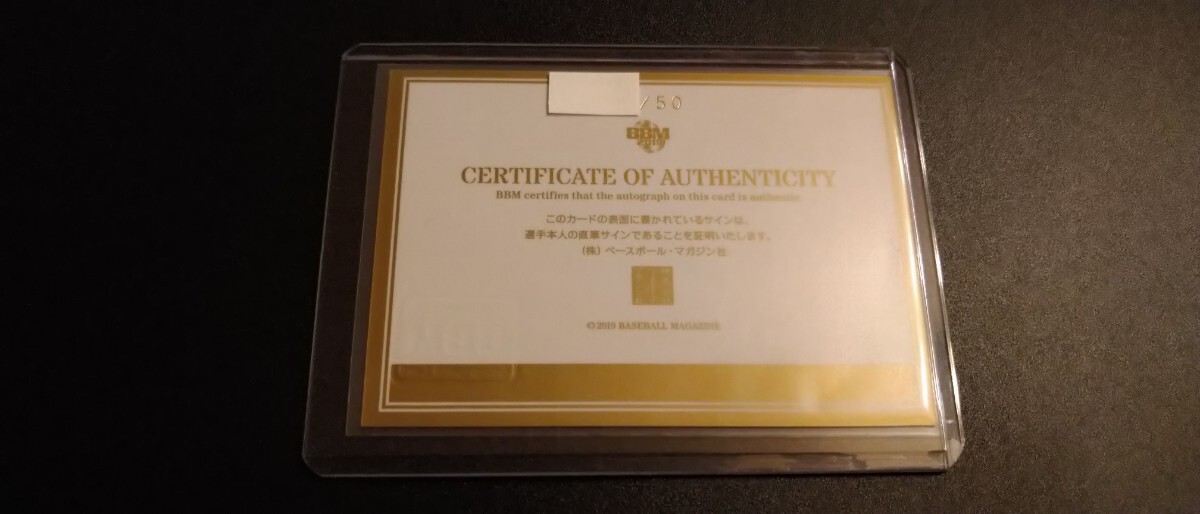 /50
BBM
2019
CERTIFICATE OF AUTHENTICITY
BBM certifies that the autograph on this card is authentic.
このカードの表面に書かれているサインは、
選手本人の直筆サインであることを証明いたします。
(株)ベースボール・マガジン社
©2019 BASEBALL MAGAZINE